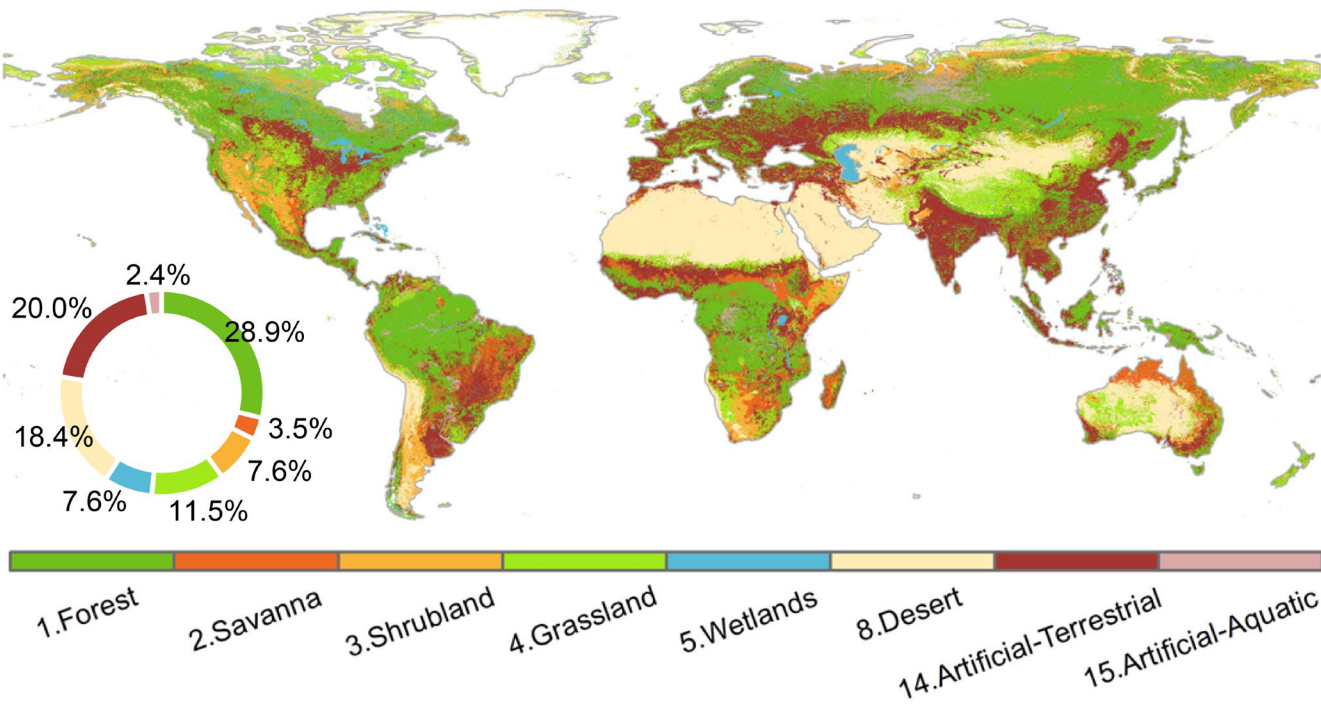 2.4%
20.0%
28.9%
18.4%
3.5%
7.6%
7.6%
11.5%
1.Forest
2.Savanna
3.Shrubland
4.Grassland
5.Wetlands
8.Desert
14.Artificial-Terrestrial
15.Artificial-Aquatic